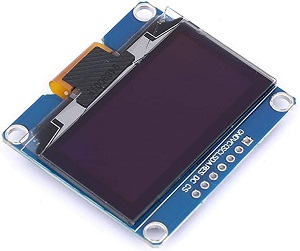 GND VCC SCL SDA RES DC CS